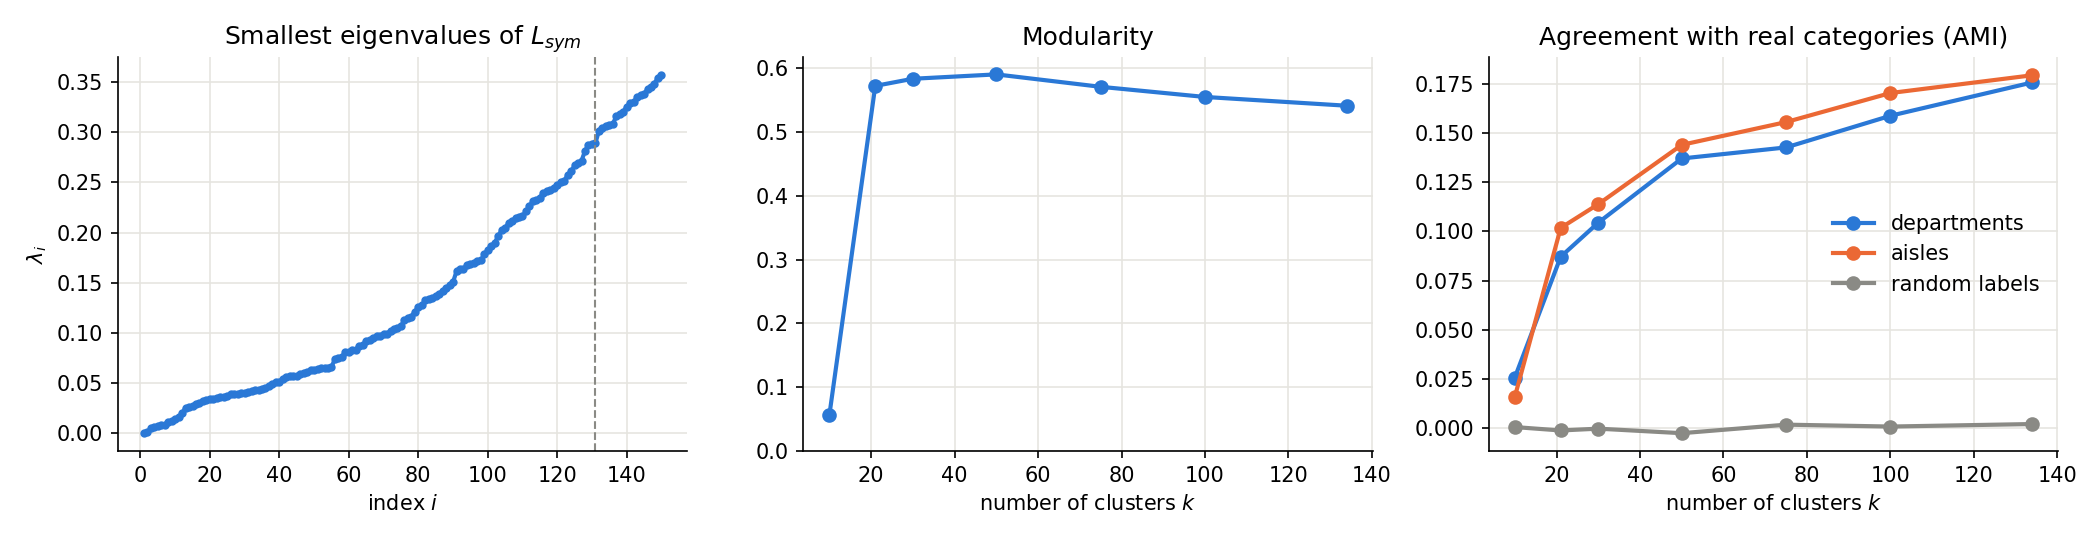 Smallest eigenvalues of L_sym
0.35
0.30
0.25
0.20
0.15
0.10
0.05
0.00
λ_i
0 20 40 60 80 100 120 140
index i
Modularity
0.6
0.5
0.4
0.3
0.2
0.1
0.0
20 40 60 80 100 120 140
number of clusters k
Agreement with real categories (AMI)
0.175
0.150
0.125
0.100
0.075
0.050
0.025
0.000
departments
aisles
random labels
20 40 60 80 100 120 140
number of clusters k